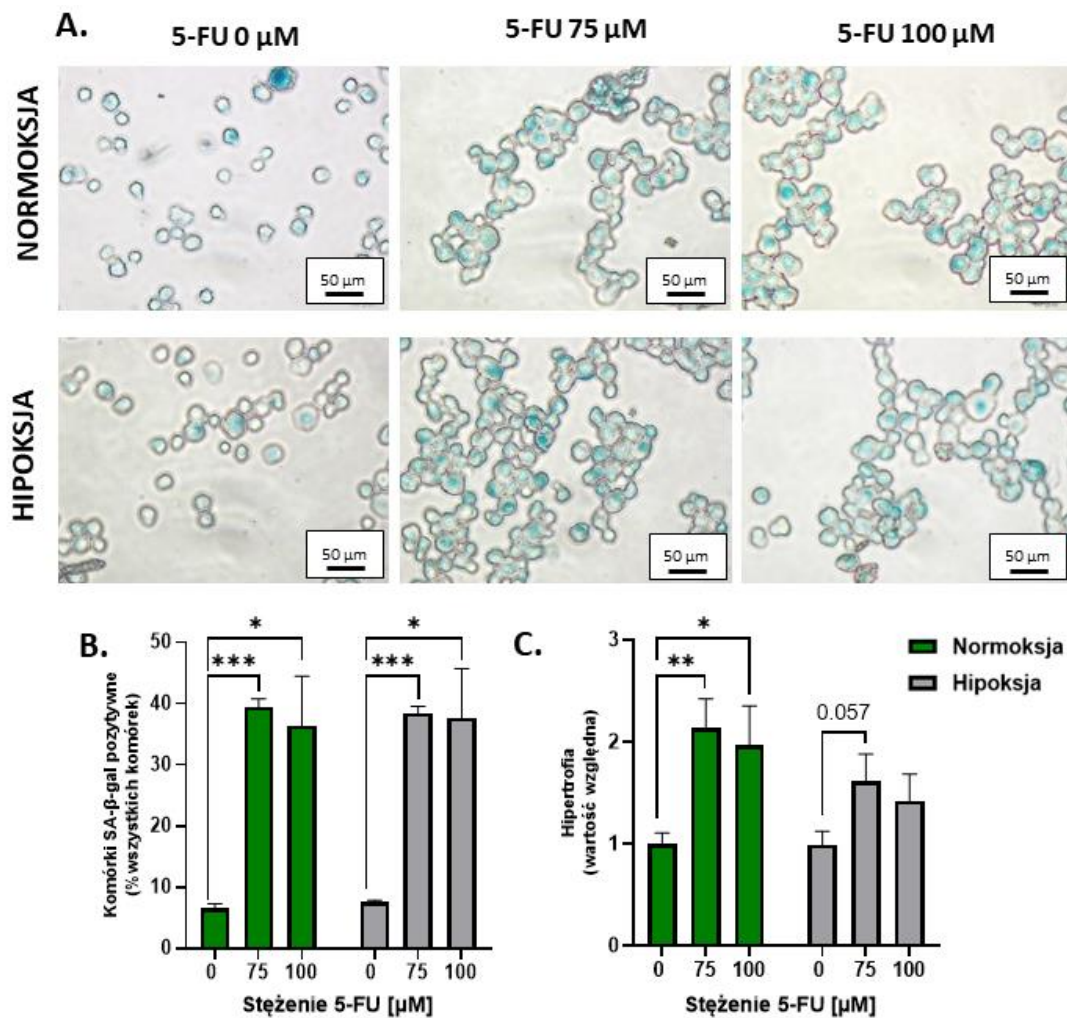 A.
5-FU 0 µM
5-FU 75 µM
5-FU 100 µM
NORMOKSJA
50 µm
50 µm
50 µm
HIPOKSJA
50 µm
50 µm
50 µm
B.
Komórki SA-β-gal pozytywne
(% wszystkich komórek)
50
40
30
20
10
0
*
***
*
***
0 75 100 0 75 100
Stężenie 5-FU [µM]
C.
Hipertrofia
(wartość względna)
3
2
1
0
*
**
0.057
0 75 100 0 75 100
Stężenie 5-FU [µM]
Normoksja
Hipoksja